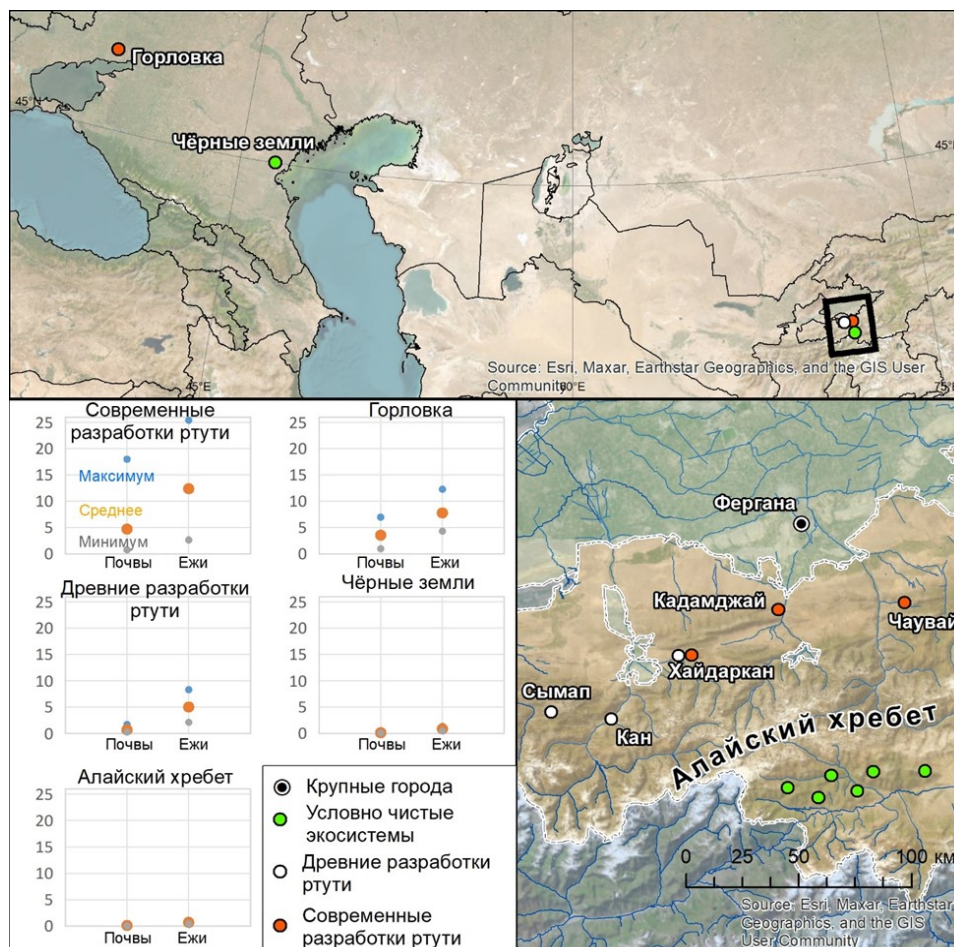 Горловка
45°N
Чёрные земли
45°N
45°E
60°E
75°E
Source: Esri, Maxar, Earthstar Geographics, and the GIS User
Community
Современные
разработки ртути
25
20
15
10
5
0
Максимум
Среднее
Минимум
Почвы
Ежи
Горловка
25
20
15
10
5
0
Почвы
Ежи
Древние разработки
ртути
25
20
15
10
5
0
Почвы
Ежи
Чёрные земли
25
20
15
10
5
0
Почвы
Ежи
Алайский хребет
25
20
15
10
5
0
Почвы
Ежи
Крупные города
Условно чистые
экосистемы
Древние разработки
ртути
Современные
разработки ртути
Фергана
Кадамджай
Чаувай
Хайдаркан
Сымап
Кан
Алайский хребет
0 25 50 100 км
Source: Esri, Maxar, Earthstar
Geographics, and the GIS
User Community